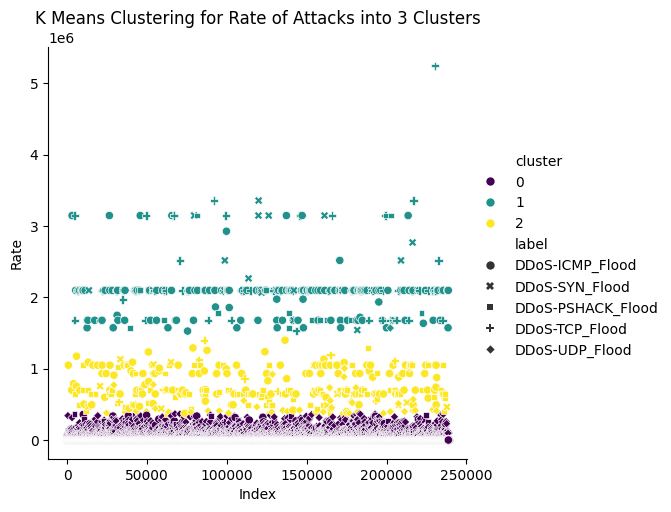 K Means Clustering for Rate of Attacks into 3 Clusters
1e6
5
4
3
2
1
0
Rate
0
50000
100000
150000
200000
250000
Index
cluster
0
1
2
label
DDoS-ICMP_Flood
DDoS-SYN_Flood
DDoS-PSHACK_Flood
DDoS-TCP_Flood
DDoS-UDP_Flood